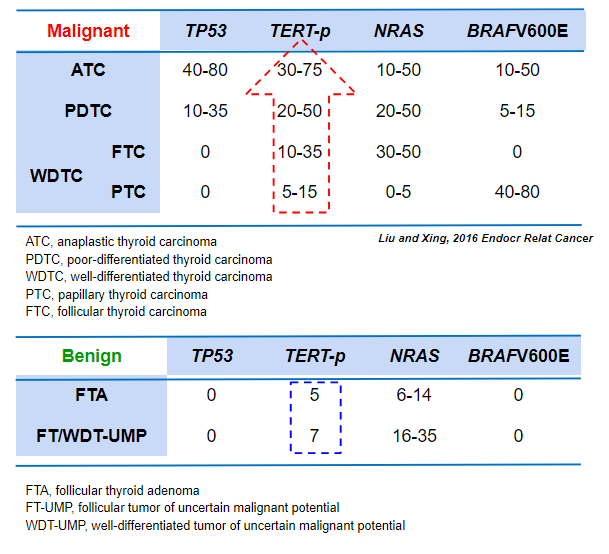 Malignant TP53 TERT-p NRAS BRAFV600E
ATC 40-80 30-75 10-50 10-50
PDTC 10-35 20-50 20-50 5-15
WDTC
FTC 0 10-35 30-50 0
PTC 0 5-15 0-5 40-80
Liu and Xing, 2016 Endocr Relat Cancer
ATC, anaplastic thyroid carcinoma
PDTC, poor-differentiated thyroid carcinoma
WDTC, well-differentiated thyroid carcinoma
PTC, papillary thyroid carcinoma
FTC, follicular thyroid carcinoma
Benign TP53 TERT-p NRAS BRAFV600E
FTA 0 5 6-14 0
FT/WDT-UMP 0 7 16-35 0
FTA, follicular thyroid adenoma
FT-UMP, follicular tumor of uncertain malignant potential
WDT-UMP, well-differentiated tumor of uncertain malignant potential